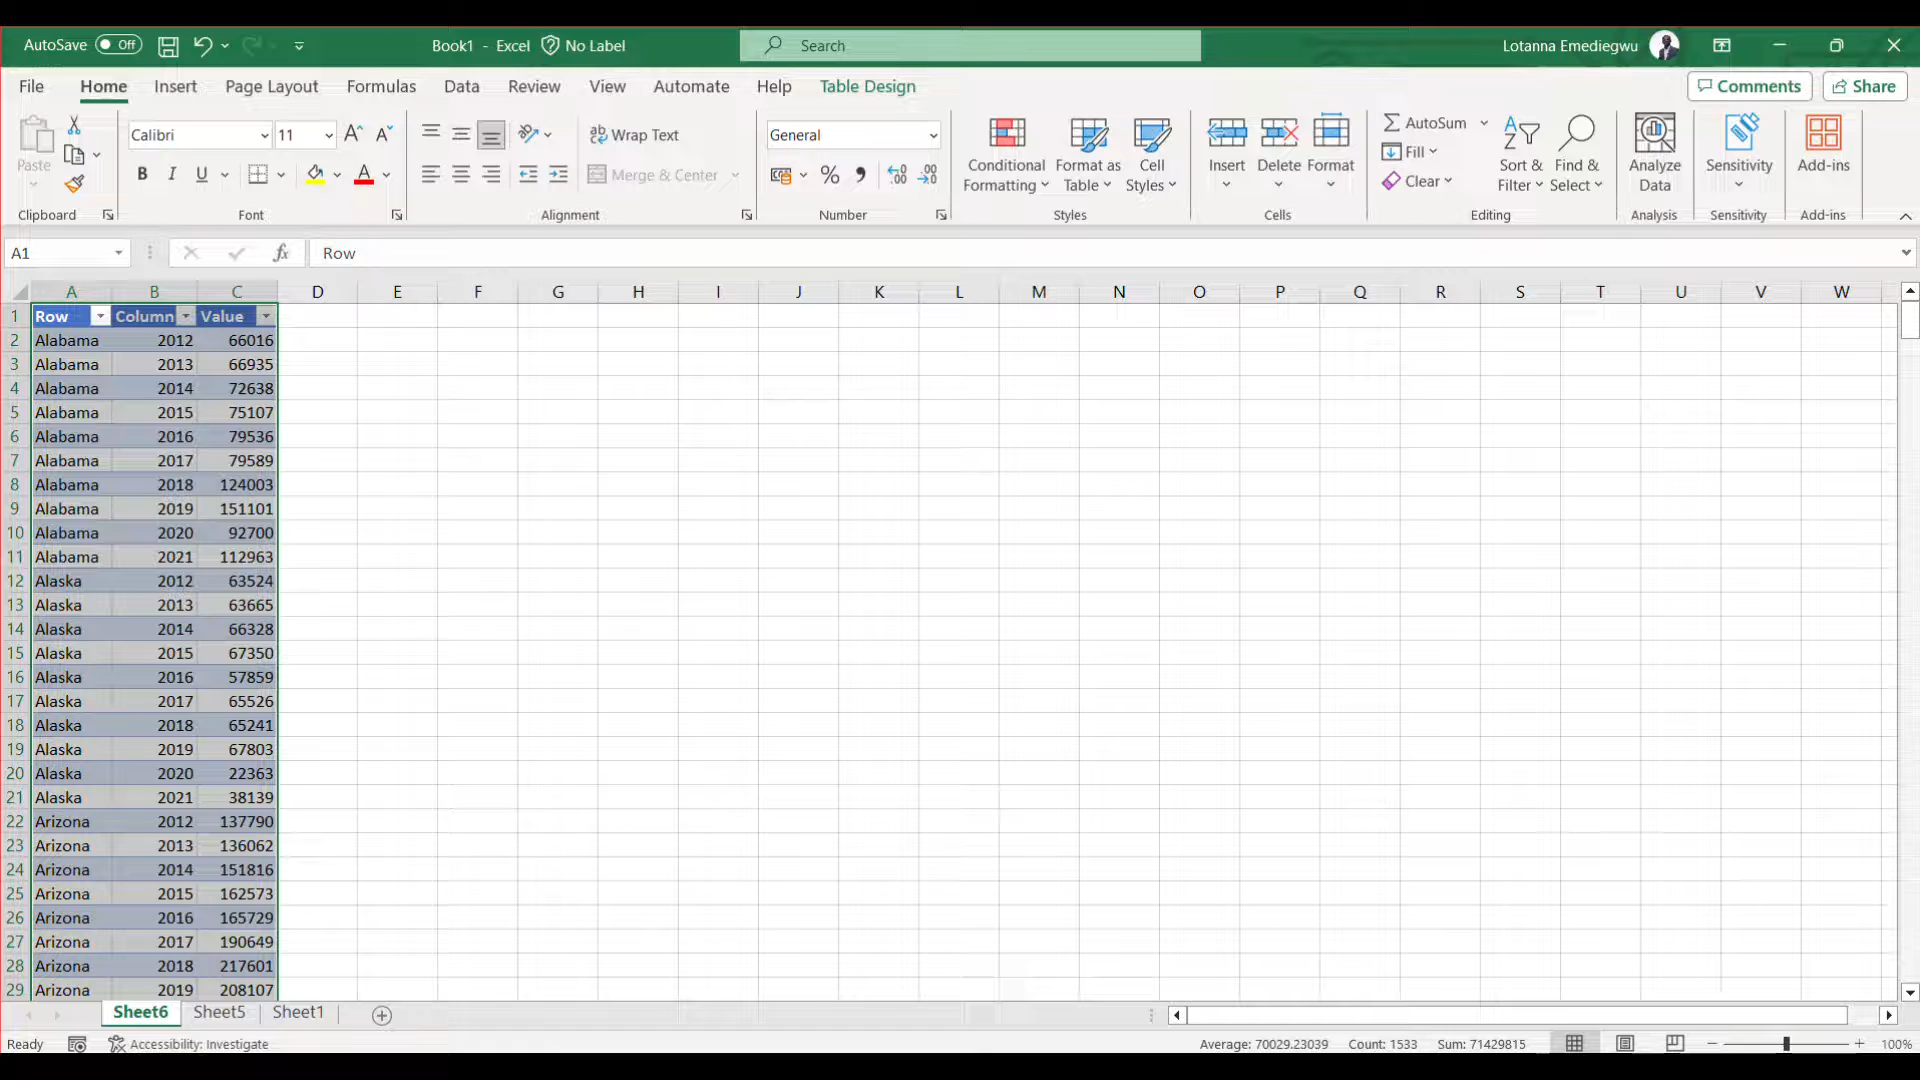 AutoSave Off Book1 - Excel No Label Search Lotanna Emediegwu
File Home Insert Page Layout Formulas Data Review View Automate Help Table Design Comments Share
Paste Calibri 11 Wrap Text General Conditional Formatting Format as Table Cell Styles Insert Delete Format AutoSum Fill Clear Sort & Filter Find & Select Analyze Data Sensitivity Add-ins
B I U A Merge & Center % 9
Clipboard Font Alignment Number Styles Cells Editing Analysis Sensitivity Add-ins
A1 fx Row
A B C D E F G H I J K L M N O P Q R S T U V W
1 Row Column Value
2 Alabama 2012 66016
3 Alabama 2013 66935
4 Alabama 2014 72638
5 Alabama 2015 75107
6 Alabama 2016 79536
7 Alabama 2017 79589
8 Alabama 2018 124003
9 Alabama 2019 151101
10 Alabama 2020 92700
11 Alabama 2021 112963
12 Alaska 2012 63524
13 Alaska 2013 63665
14 Alaska 2014 66328
15 Alaska 2015 67350
16 Alaska 2016 57859
17 Alaska 2017 65526
18 Alaska 2018 65241
19 Alaska 2019 67803
20 Alaska 2020 22363
21 Alaska 2021 38139
22 Arizona 2012 137790
23 Arizona 2013 136062
24 Arizona 2014 151816
25 Arizona 2015 162573
26 Arizona 2016 165729
27 Arizona 2017 190649
28 Arizona 2018 217601
29 Arizona 2019 208107
Sheet6 Sheet5 Sheet1
Ready Accessibility: Investigate Average: 70029.23039 Count: 1533 Sum: 71429815 100%